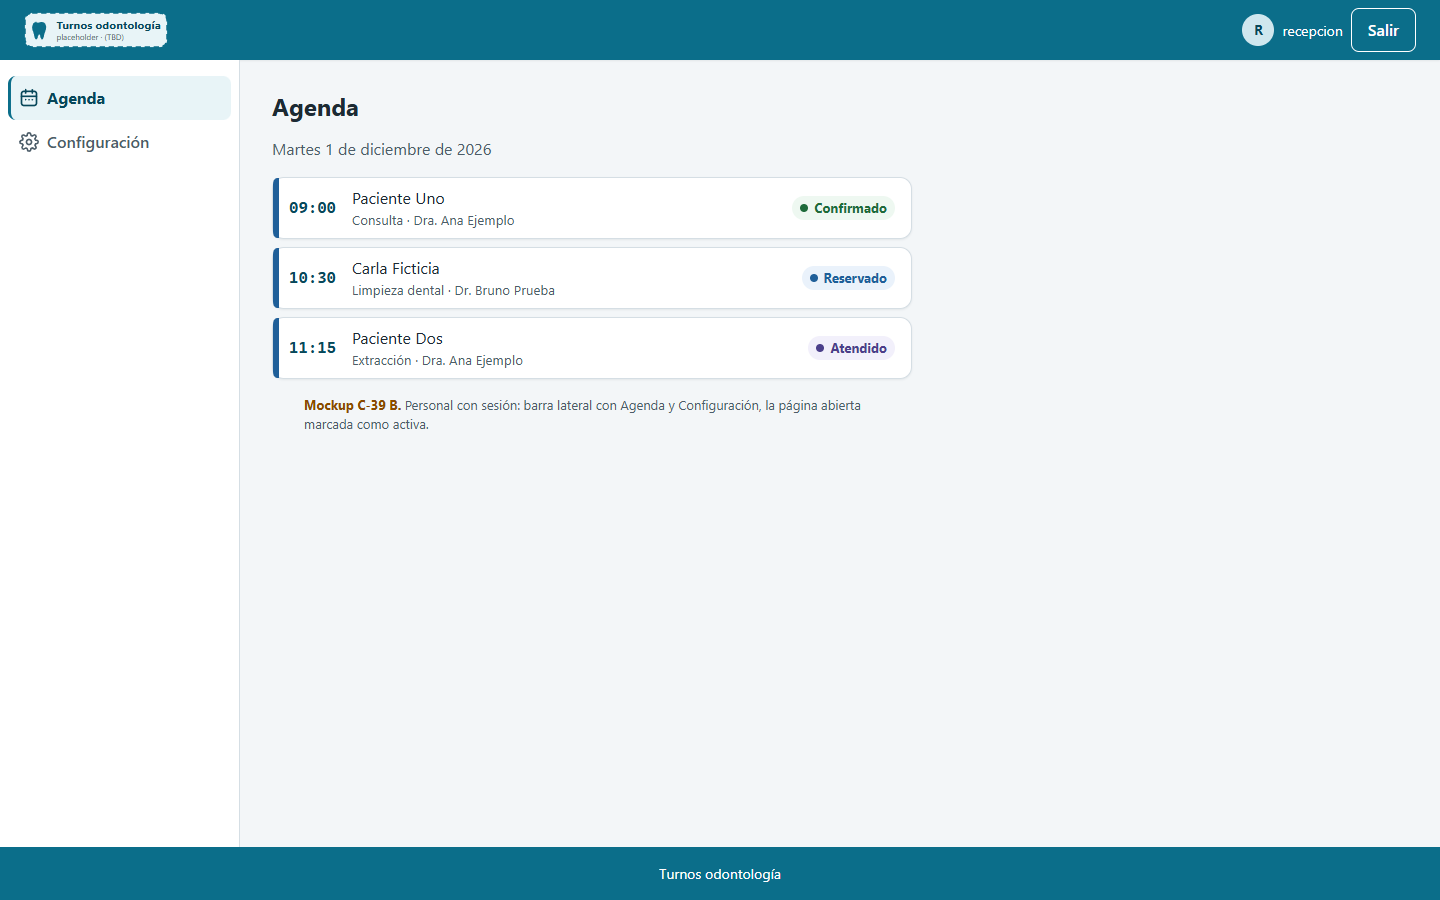 Turnos odontología
placeholder · (TBD)
R
recepcion
Salir
Agenda
Configuración
Agenda
Martes 1 de diciembre de 2026
09:00
Paciente Uno
Consulta · Dra. Ana Ejemplo
Confirmado
10:30
Carla Ficticia
Limpieza dental · Dr. Bruno Prueba
Reservado
11:15
Paciente Dos
Extracción · Dra. Ana Ejemplo
Atendido
Mockup C-39 B. Personal con sesión: barra lateral con Agenda y Configuración, la página abierta
marcada como activa.
Turnos odontología